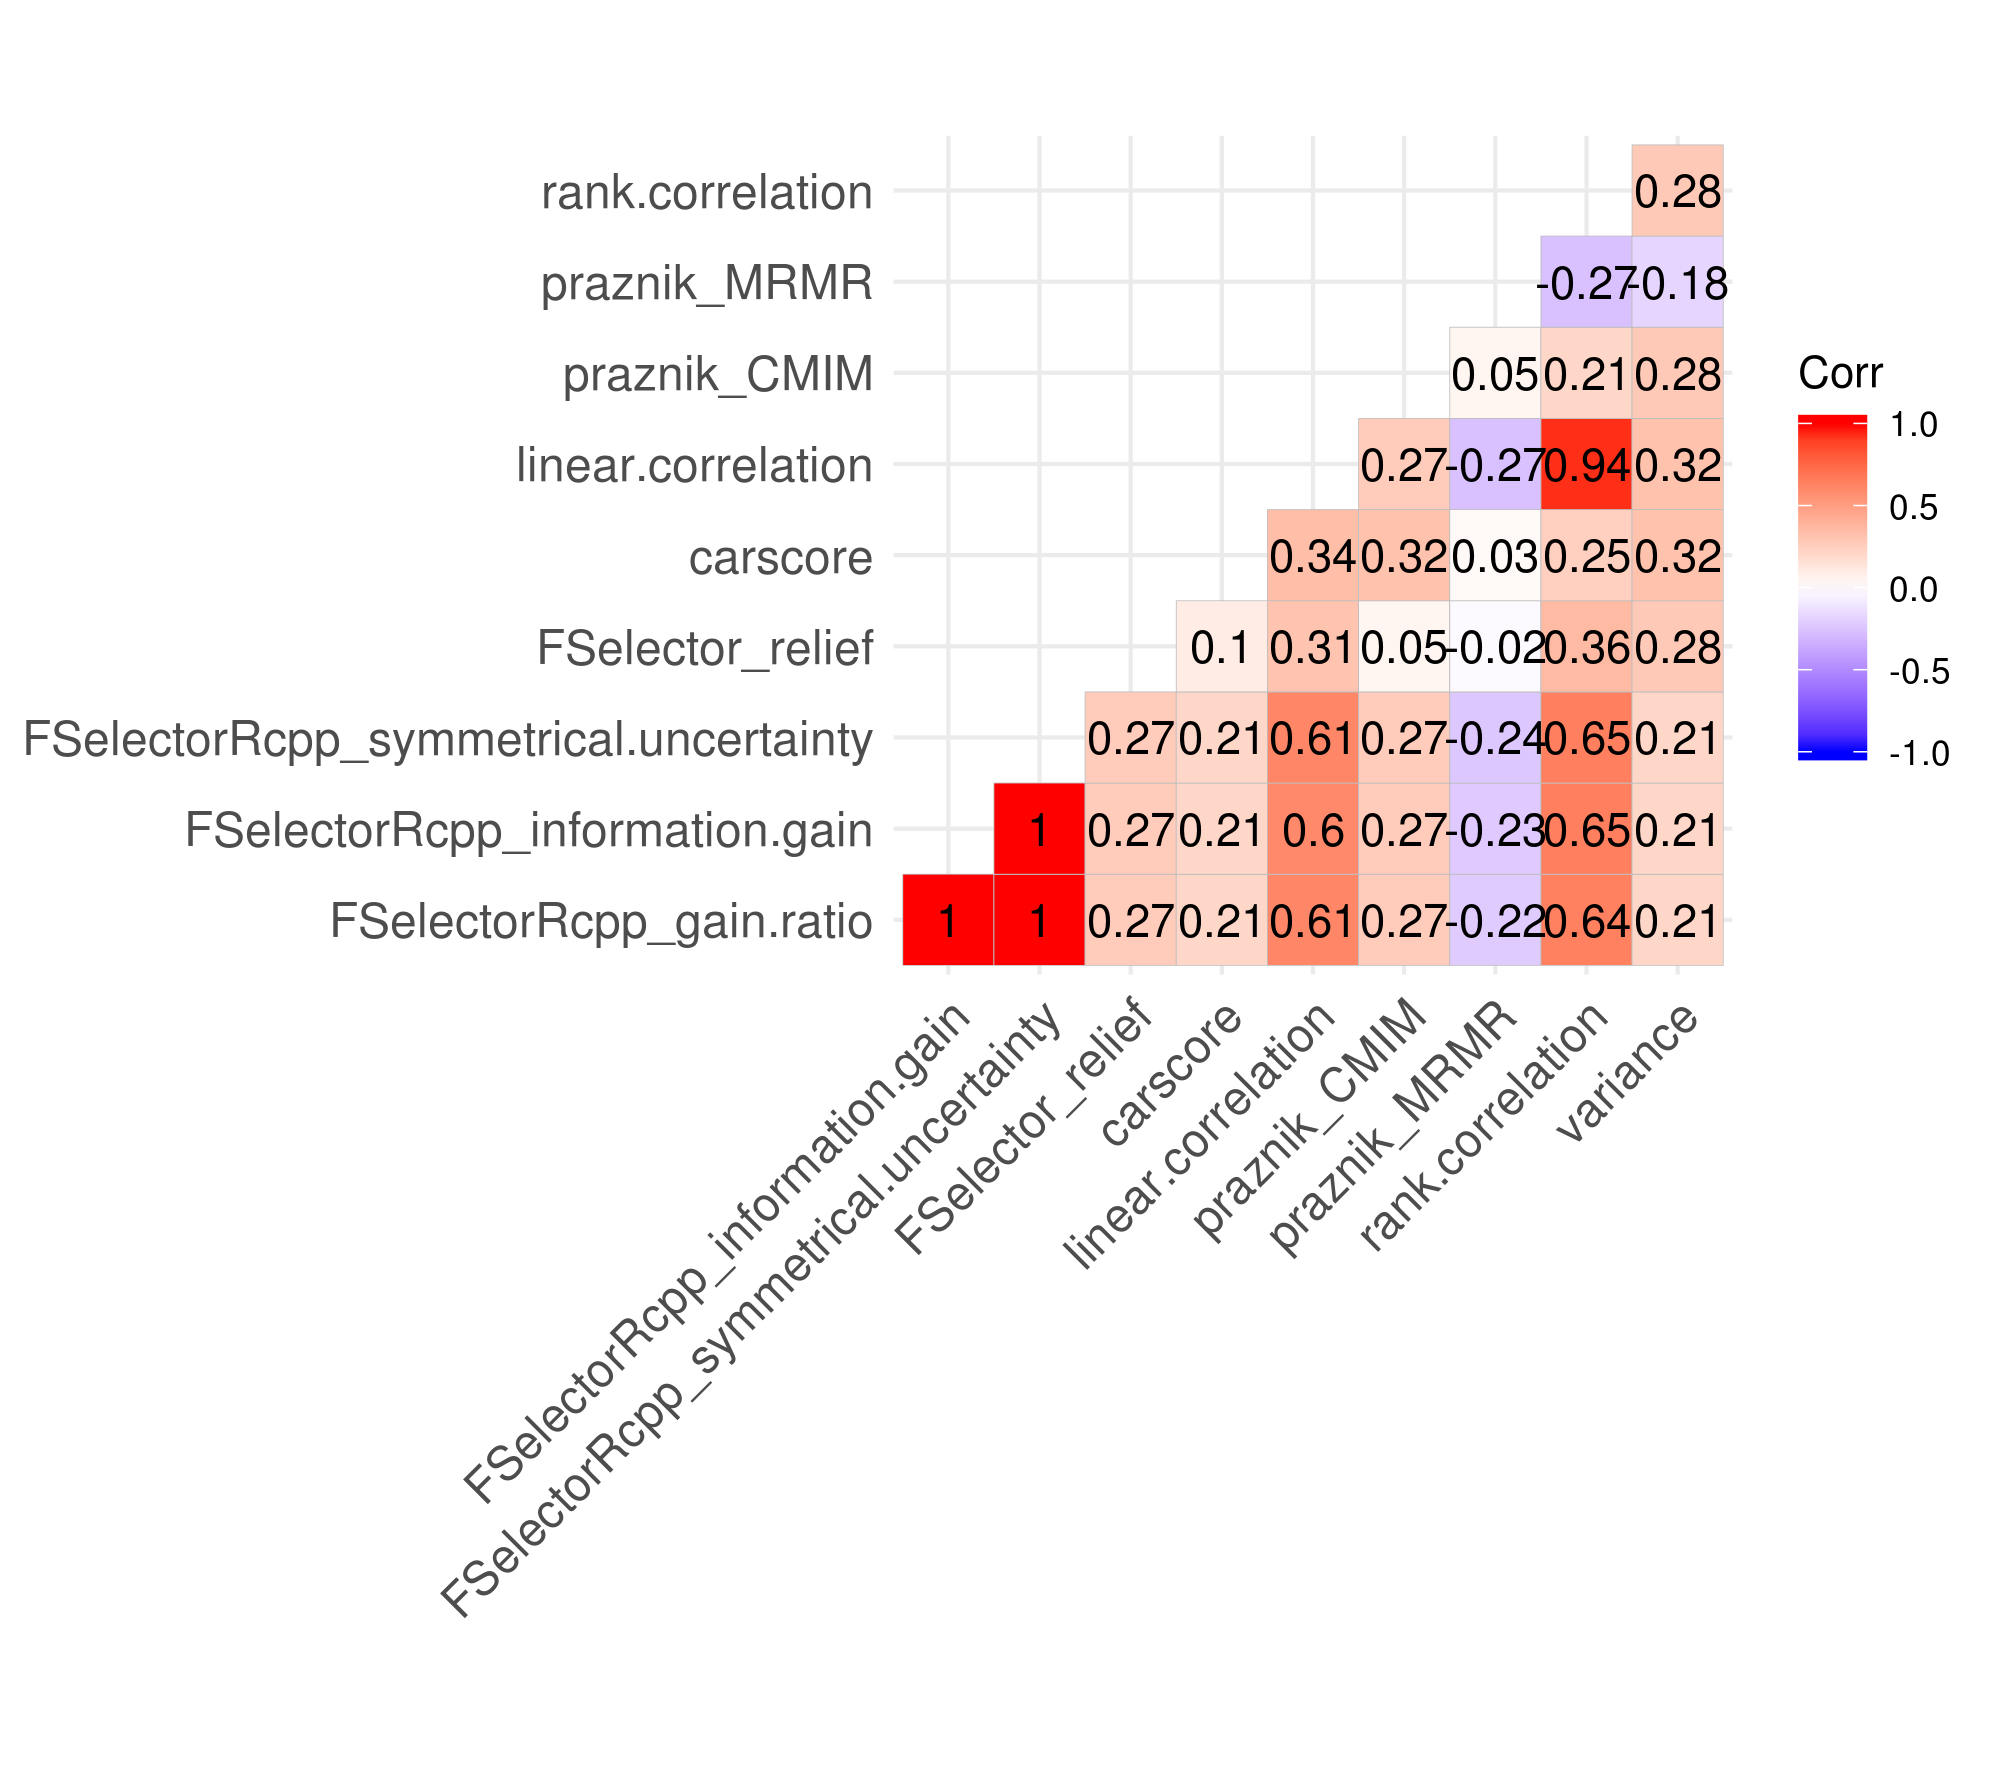 rank.correlation 0.28
praznik_MRMR -0.27 -0.18
praznik_CMIM 0.05 0.21 0.28
linear.correlation 0.27 -0.27 0.94 0.32
carscore 0.34 0.32 0.03 0.25 0.32
FSelector_relief 0.1 0.31 0.05 -0.02 0.36 0.28
FSelectorRcpp_symmetrical.uncertainty 0.27 0.21 0.61 0.27 -0.24 0.65 0.21
FSelectorRcpp_information.gain 1 0.27 0.21 0.6 0.27 -0.23 0.65 0.21
FSelectorRcpp_gain.ratio 1 1 0.27 0.21 0.61 0.27 -0.22 0.64 0.21
FSelectorRcpp_information.gain
FSelectorRcpp_symmetrical.uncertainty
FSelector_relief
carscore
linear.correlation
praznik_CMIM
praznik_MRMR
rank.correlation
variance
Corr
1.0
0.5
0.0
-0.5
-1.0